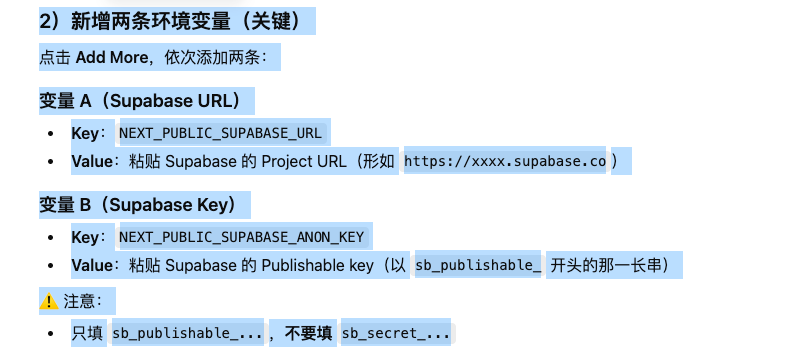 2）新增两条环境变量（关键）
点击 Add More，依次添加两条：
变量 A（Supabase URL）
• Key： NEXT_PUBLIC_SUPABASE_URL
• Value：粘贴 Supabase 的 Project URL（形如 https://xxxx.supabase.co ）
变量 B（Supabase Key）
• Key： NEXT_PUBLIC_SUPABASE_ANON_KEY
• Value：粘贴 Supabase 的 Publishable key（以 sb_publishable_ 开头的那一长串）
⚠️ 注意：
• 只填 sb_publishable_... ，不要填 sb_secret_...